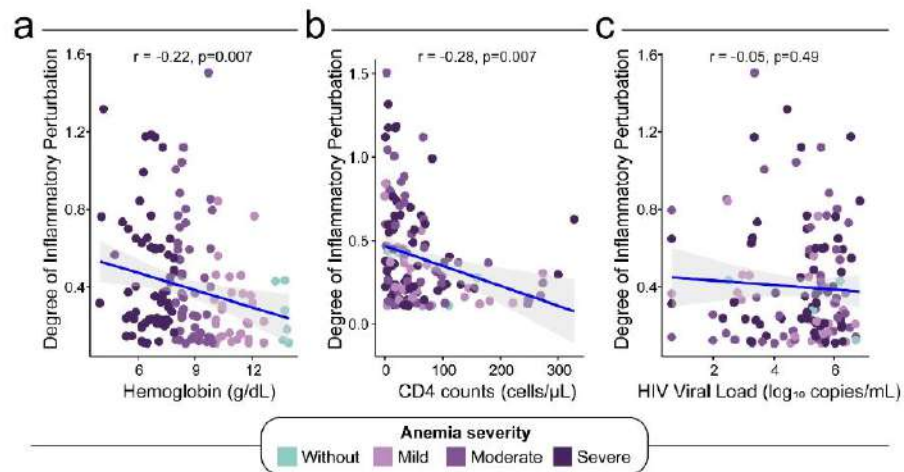 a
r = -0.22, p=0.007
Degree of Inflammatory Perturbation
1.6
1.2
0.8
0.4
6
9
12
Hemoglobin (g/dL)
b
r = -0.28, p=0.007
Degree of Inflammatory Perturbation
1.5
1.0
0.5
0.0
0
100
200
300
CD4 counts (cells/μL)
c
r = -0.05, p=0.49
Degree of Inflammatory Perturbation
1.6
1.2
0.8
0.4
2
4
6
HIV Viral Load (log₁₀ copies/mL)
Anemia severity
Without
Mild
Moderate
Severe